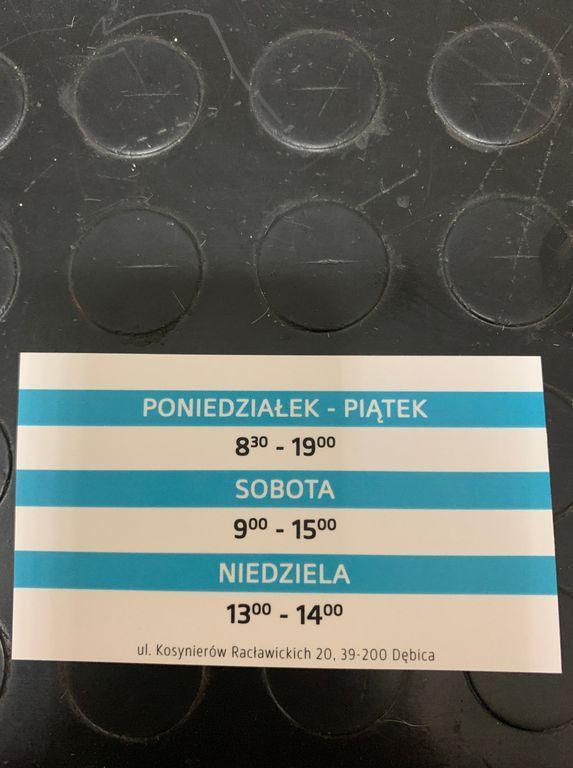 PONIEDZIAŁEK - PIĄTEK
8³⁰ - 19⁰⁰
SOBOTA
9⁰⁰ - 15⁰⁰
NIEDZIELA
13⁰⁰ - 14⁰⁰
ul. Kosynierów Racławickich 20, 39-200 Dębica